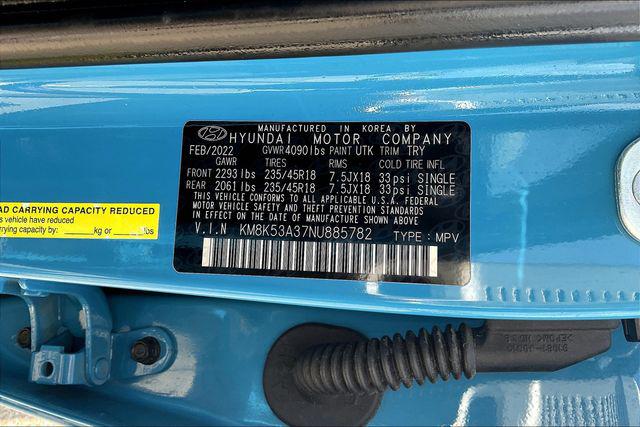 MANUFACTURED IN KOREA BY
HYUNDAI MOTOR COMPANY
FEB/2022 GVWR 4090 lbs PAINT UTK TRIM TRY
GAWR TIRES RIMS COLD TIRE INFL
FRONT 2293 lbs 235/45R18 7.5JX18 33psi SINGLE
REAR 2061 lbs 235/45R18 7.5JX18 33psi SINGLE
THIS CONFORMS TO ALL APPLICABLE U.S.A. FEDERAL
MOTOR VEHICLE SAFETY AND THEFT PREVENTION STANDARDS
IN EFFECT ON THE DATE OF MANUFACTURE SHOWN ABOVE
V.I.N KM8K53A37NU885782 TYPE : MPV
AD CARRYING CAPACITY REDUCED
s vehicle have reduced
carrying capacity by kg or lbs
>EPDM<